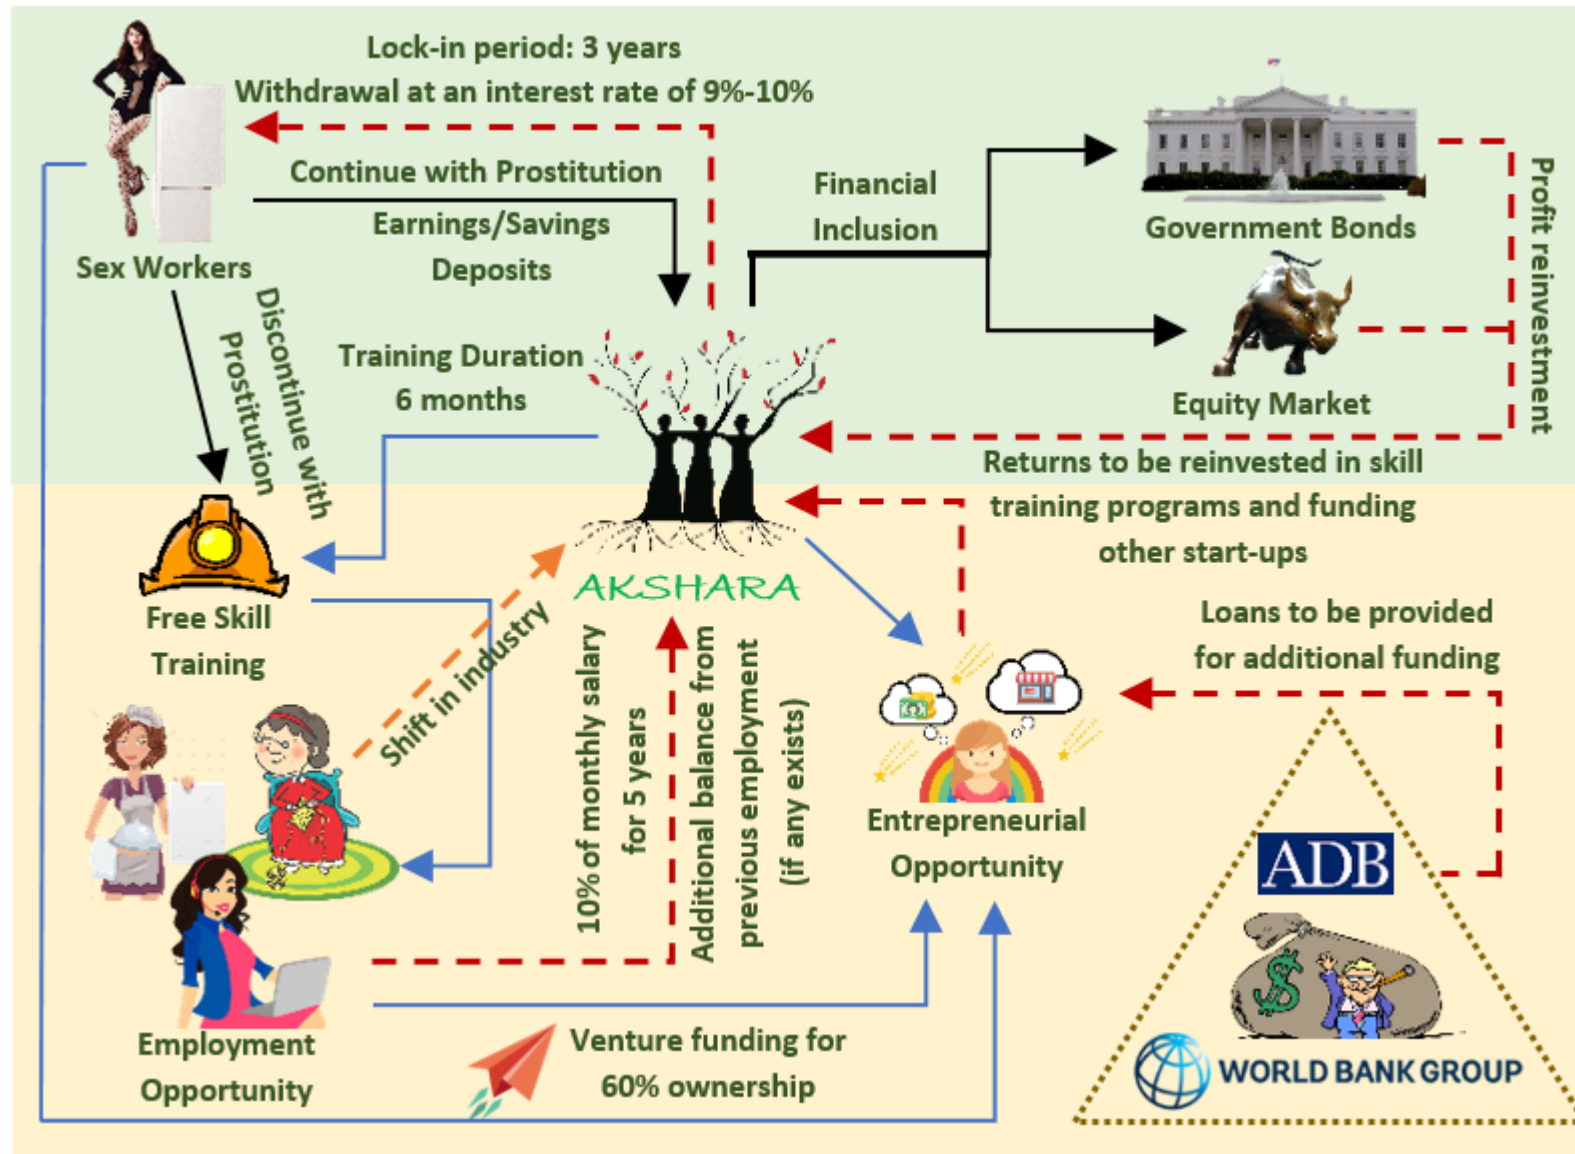 Lock-in period: 3 years
Withdrawal at an interest rate of 9%-10%
Continue with Prostitution
Earnings/Savings
Deposits
Sex Workers
Financial
Inclusion
Government Bonds
Equity Market
Profit reinvestment
Discontinue with
Prostitution
Training Duration
6 months
Returns to be reinvested in skill
training programs and funding
other start-ups
AKSHARA
Free Skill
Training
Shift in industry
10% of monthly salary
for 5 years
Additional balance from
previous employment
(if any exists)
Loans to be provided
for additional funding
Entrepreneurial
Opportunity
ADB
$
WORLD BANK GROUP
Employment
Opportunity
Venture funding for
60% ownership